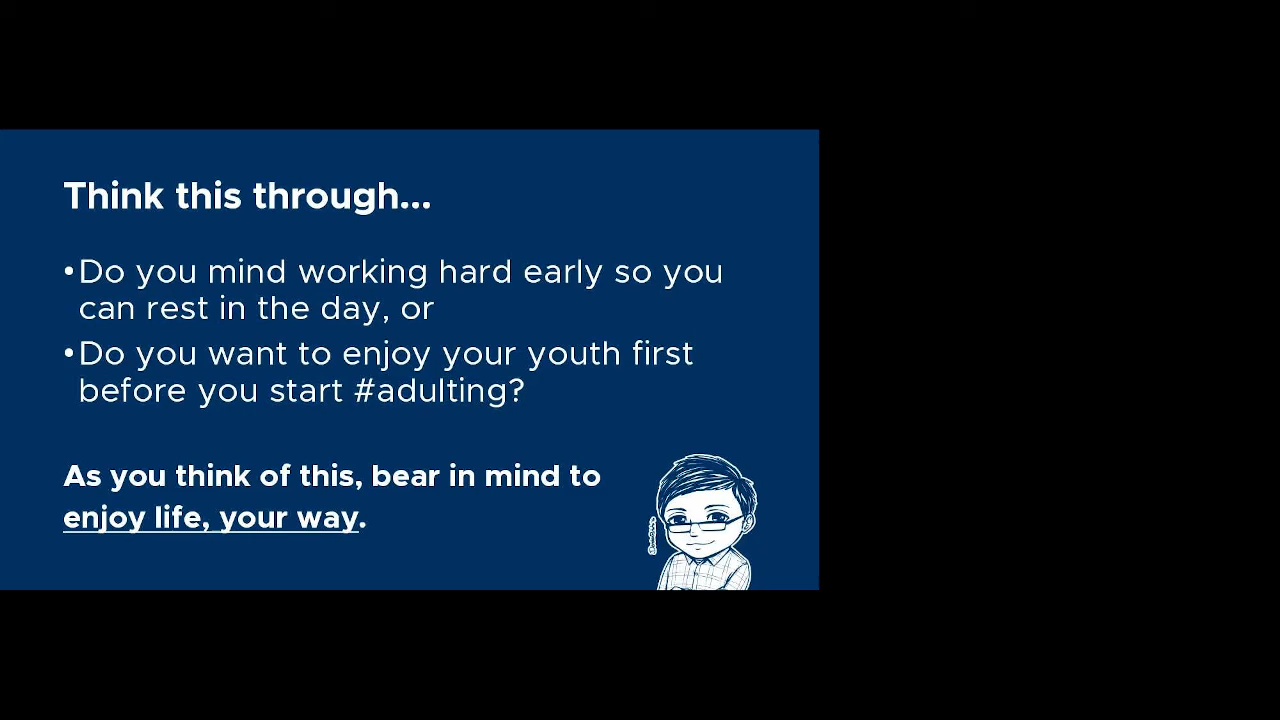 Think this through...
•Do you mind working hard early so you
can rest in the day, or
•Do you want to enjoy your youth first
before you start #adulting?
As you think of this, bear in mind to
enjoy life, your way.